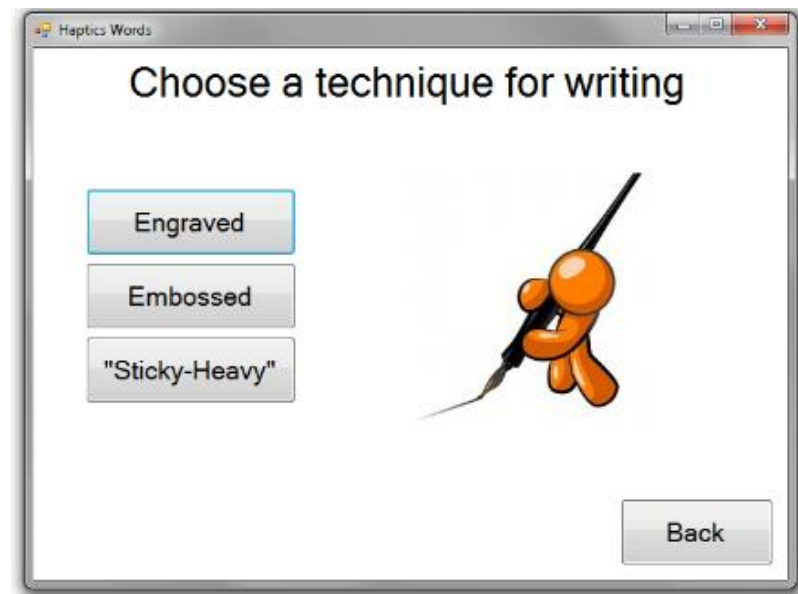 Haptics Words
Choose a technique for writing
Engraved
Embossed
"Sticky-Heavy"
Back